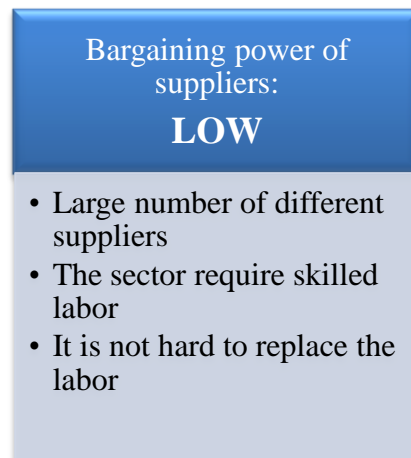 Bargaining power of
suppliers:
LOW
• Large number of different
suppliers
• The sector require skilled
labor
• It is not hard to replace the
labor